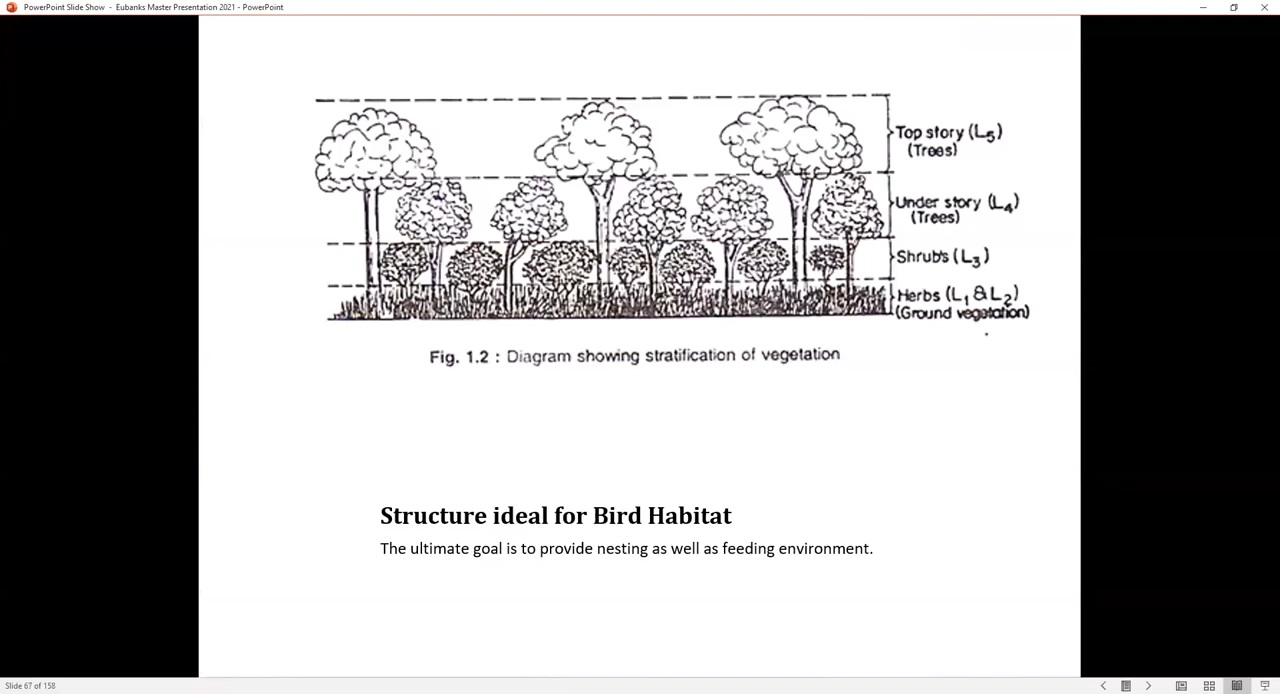 PowerPoint Slide Show - Eubanks Master Presentation 2021 - PowerPoint
Top story (L5)
(Trees)
Under story (L4)
(Trees)
Shrubs (L3)
Herbs (L1 & L2)
(Ground vegetation)
Fig. 1.2 : Diagram showing stratification of vegetation
Structure ideal for Bird Habitat
The ultimate goal is to provide nesting as well as feeding environment.
Slide 67 of 158